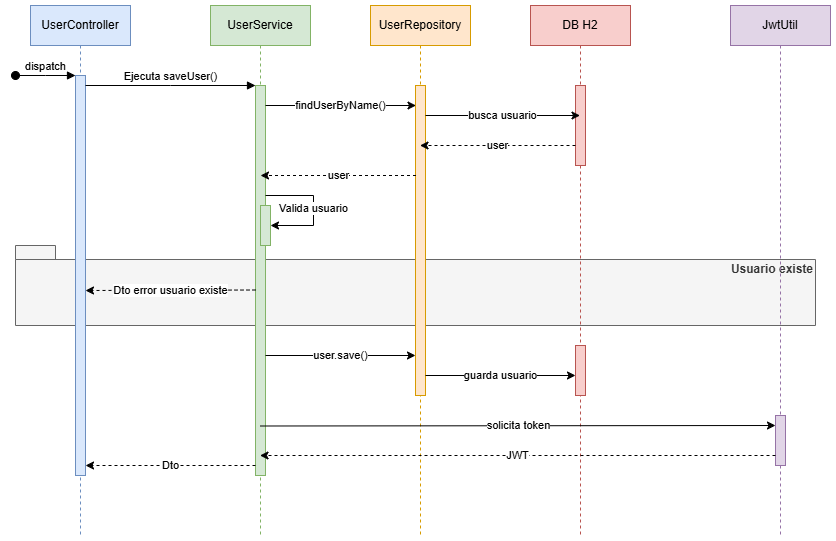 UserController
UserService
UserRepository
DB H2
JwtUtil
dispatch
Ejecuta saveUser()
findUserByName()
busca usuario
user
user
Valida usuario
Usuario existe
Dto error usuario existe
user.save()
guarda usuario
solicita token
JWT
Dto